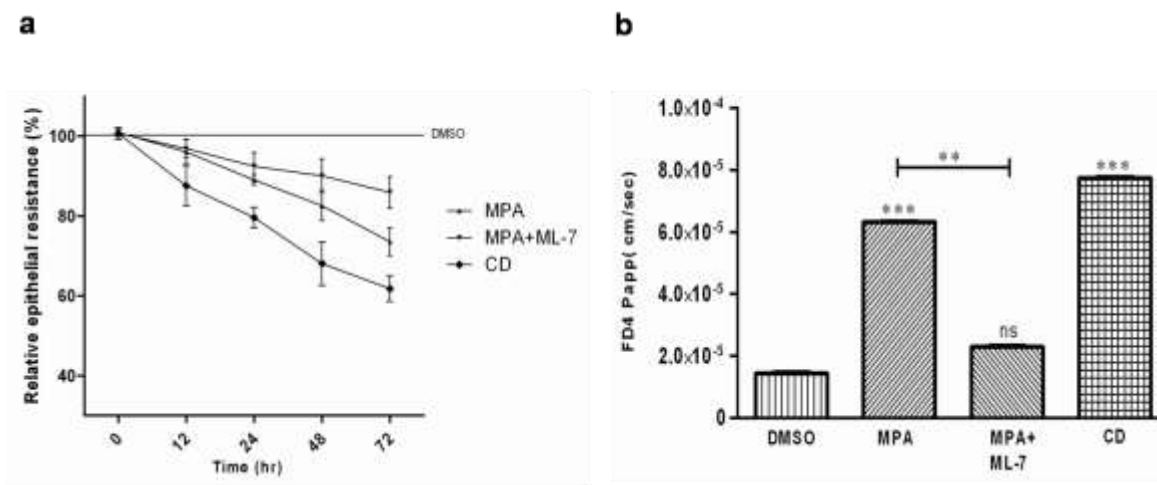 a
b
Relative epithelial resistance (%)
100
80
60
40
DMSO
MPA
MPA+ML-7
CD
0
12
24
48
72
Time (hr)
FD4 Papp( cm/sec)
1.0x10-4
8.0x10-5
6.0x10-5
4.0x10-5
2.0x10-5
0
***
**
ns
***
DMSO
MPA
MPA+
ML-7
CD